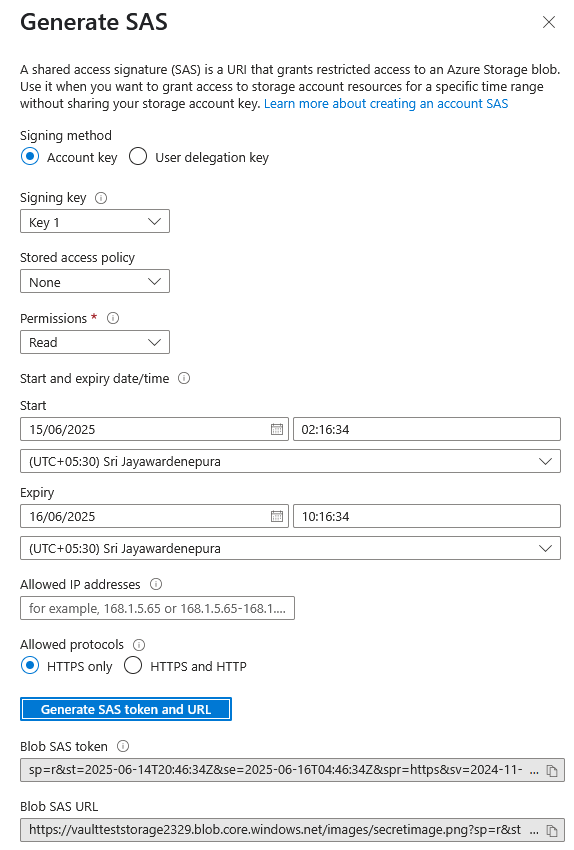 Generate SAS
A shared access signature (SAS) is a URI that grants restricted access to an Azure Storage blob.
Use it when you want to grant access to storage account resources for a specific time range
without sharing your storage account key. Learn more about creating an account SAS
Signing method
Account key User delegation key
Signing key
Key 1
Stored access policy
None
Permissions *
Read
Start and expiry date/time
Start
15/06/2025 02:16:34
(UTC+05:30) Sri Jayawardenepura
Expiry
16/06/2025 10:16:34
(UTC+05:30) Sri Jayawardenepura
Allowed IP addresses
for example, 168.1.5.65 or 168.1.5.65-168.1....
Allowed protocols
HTTPS only HTTPS and HTTP
Generate SAS token and URL
Blob SAS token
sp=r&st=2025-06-14T20:46:34Z&se=2025-06-16T04:46:34Z&spr=https&sv=2024-11- ...
Blob SAS URL
https://vaultteststorage2329.blob.core.windows.net/images/secretimage.png?sp=r&st ...